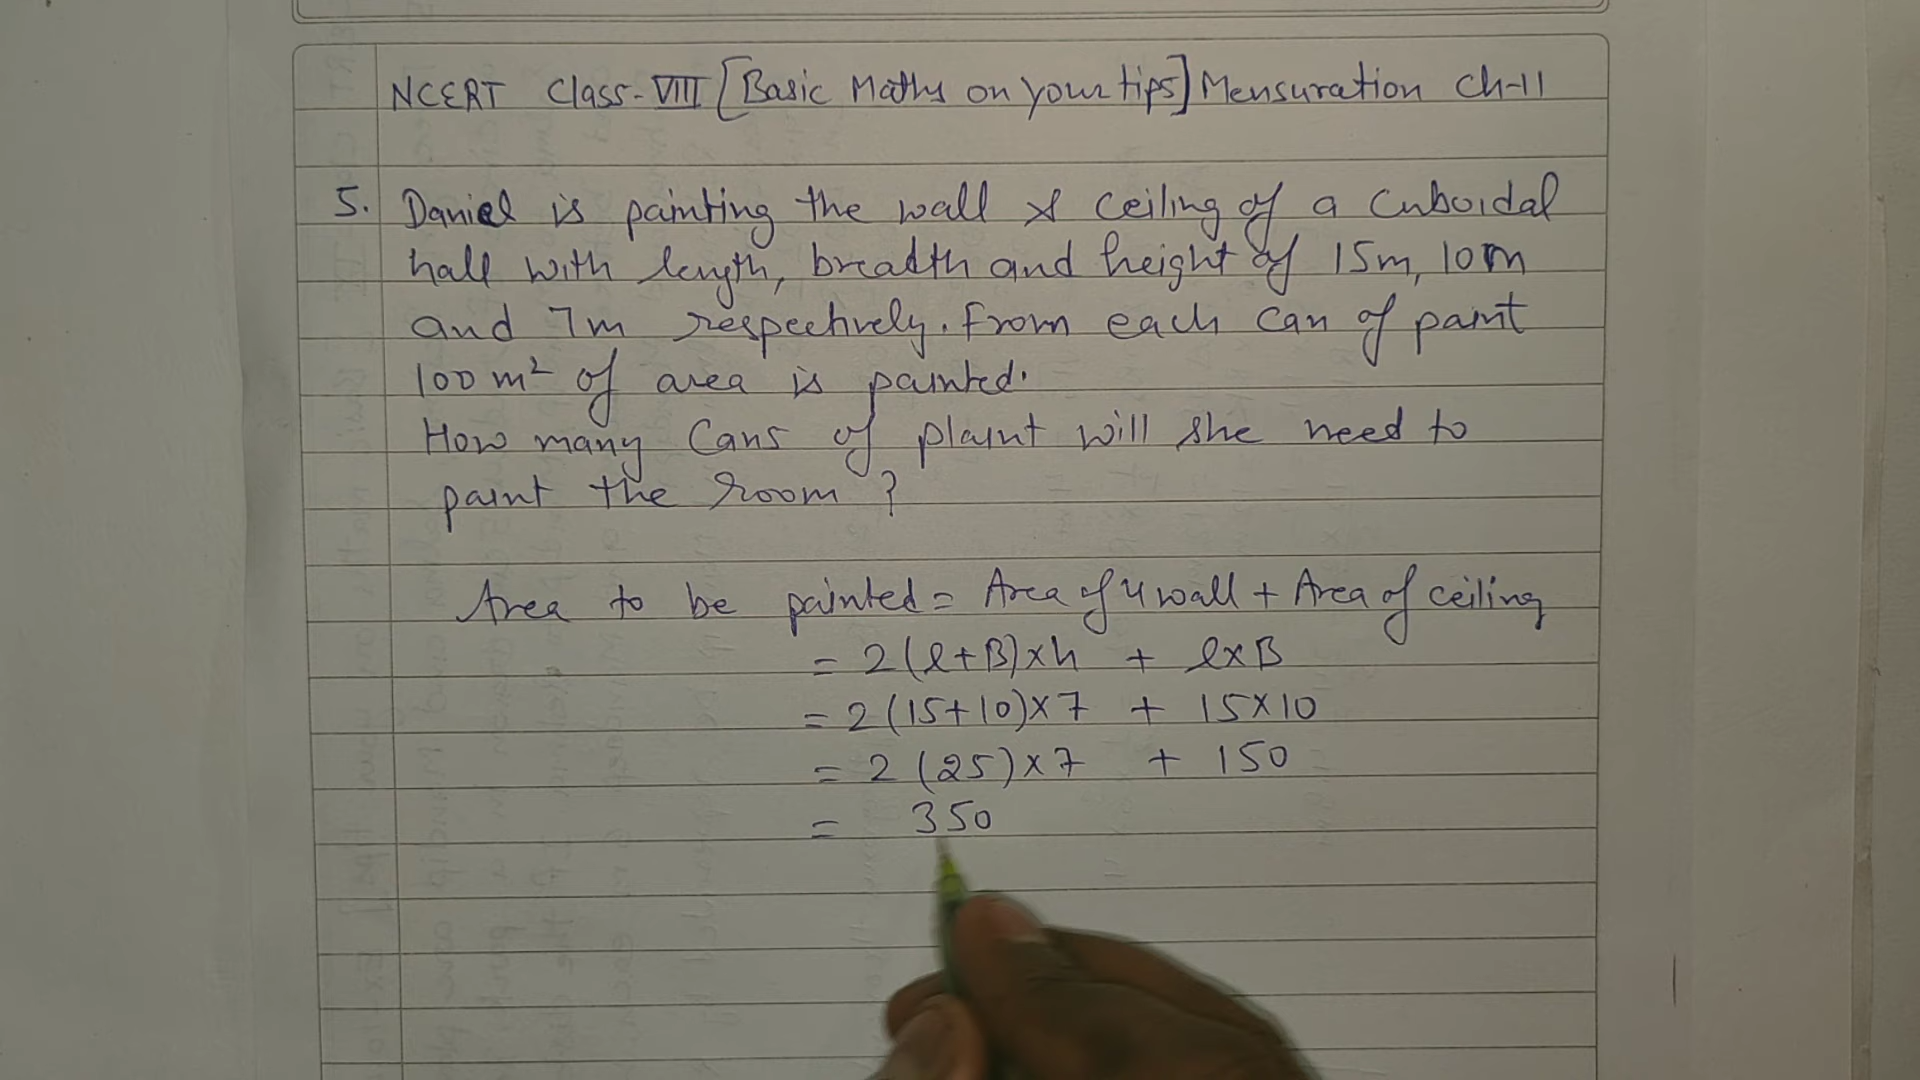 NCERT Class-VIII [Basic Maths on your tips] Mensuration Ch-11
5. Daniel is painting the wall & ceiling of a cuboidal
hall with length, breadth and height of 15m, 10m
and 7m respectively. From each can of paint
100 m² of area is painted.
How many Cans of plaint will she need to
paint the room ?
Area to be painted = Area of 4 wall + Area of ceiling
= 2(l+B)×h + l×B
= 2(15+10)×7 + 15×10
= 2(25)×7 + 150
= 350